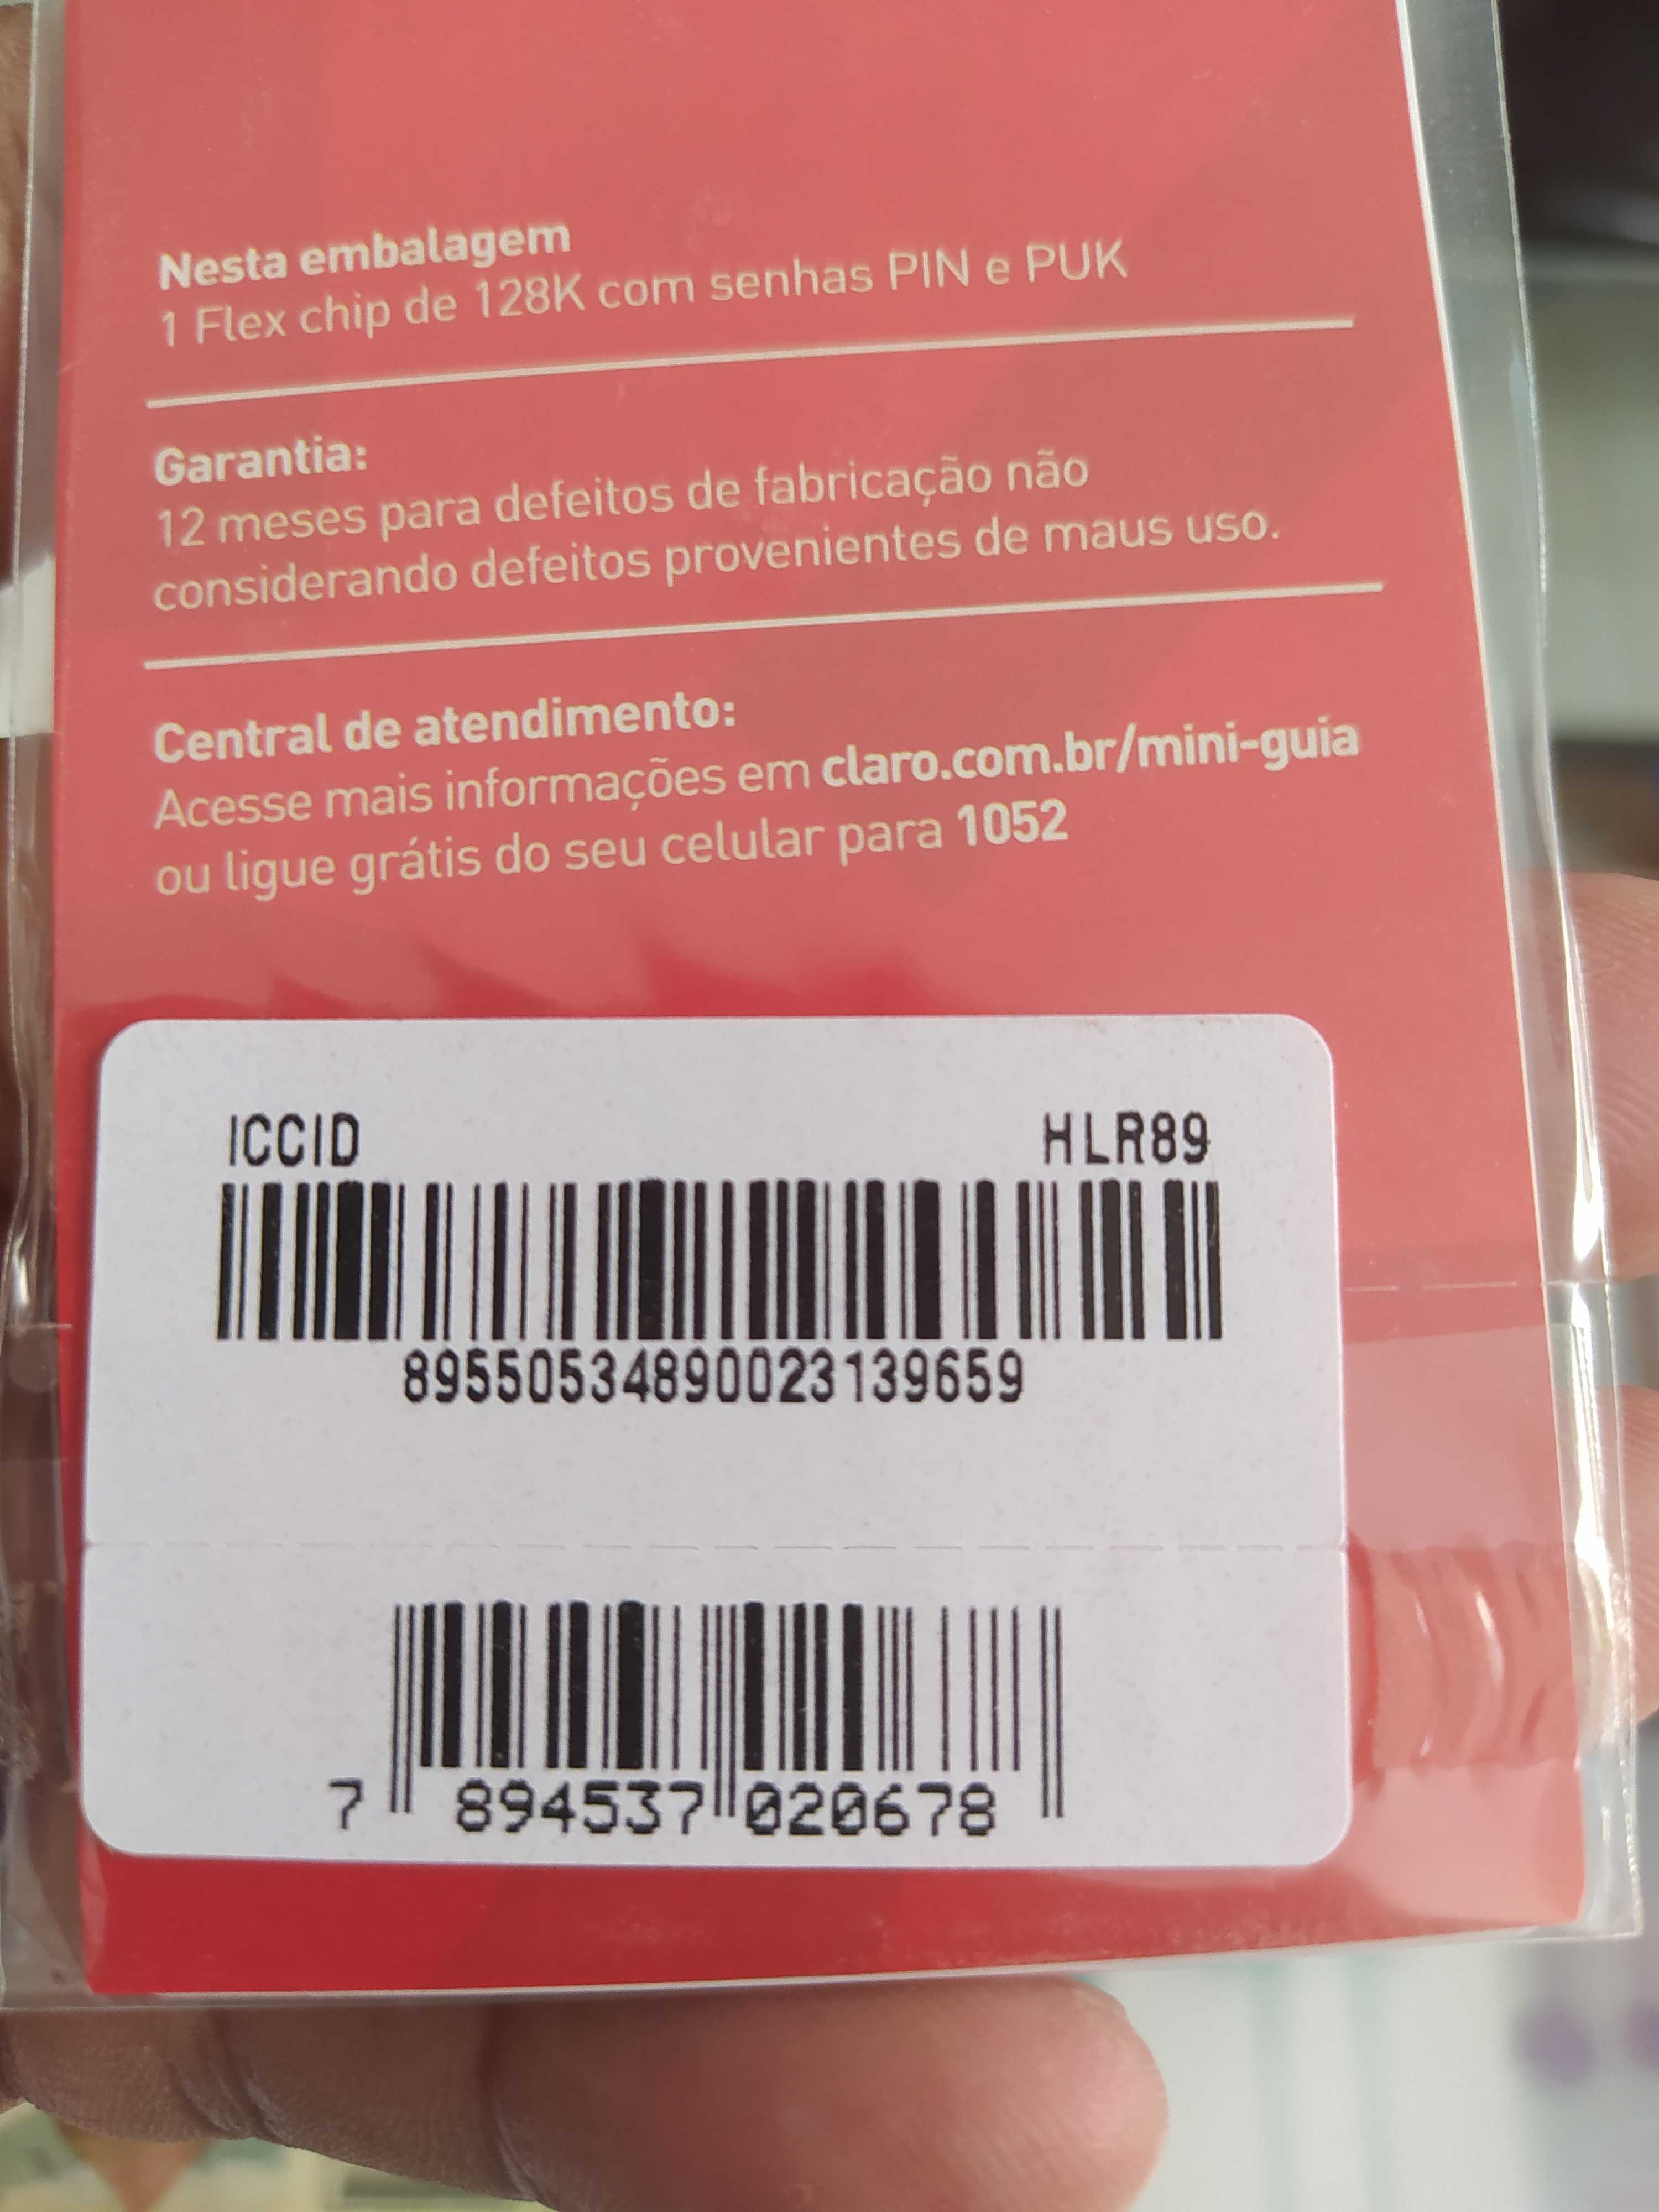 Nesta embalagem
1 Flex chip de 128K com senhas PIN e PUK
Garantia:
12 meses para defeitos de fabricação não
considerando defeitos provenientes de maus uso.
Central de atendimento:
Acesse mais informações em claro.com.br/mini-guia
ou ligue grátis do seu celular para 1052
ICCID HLR89
89550534890023139659
7 894537 020678